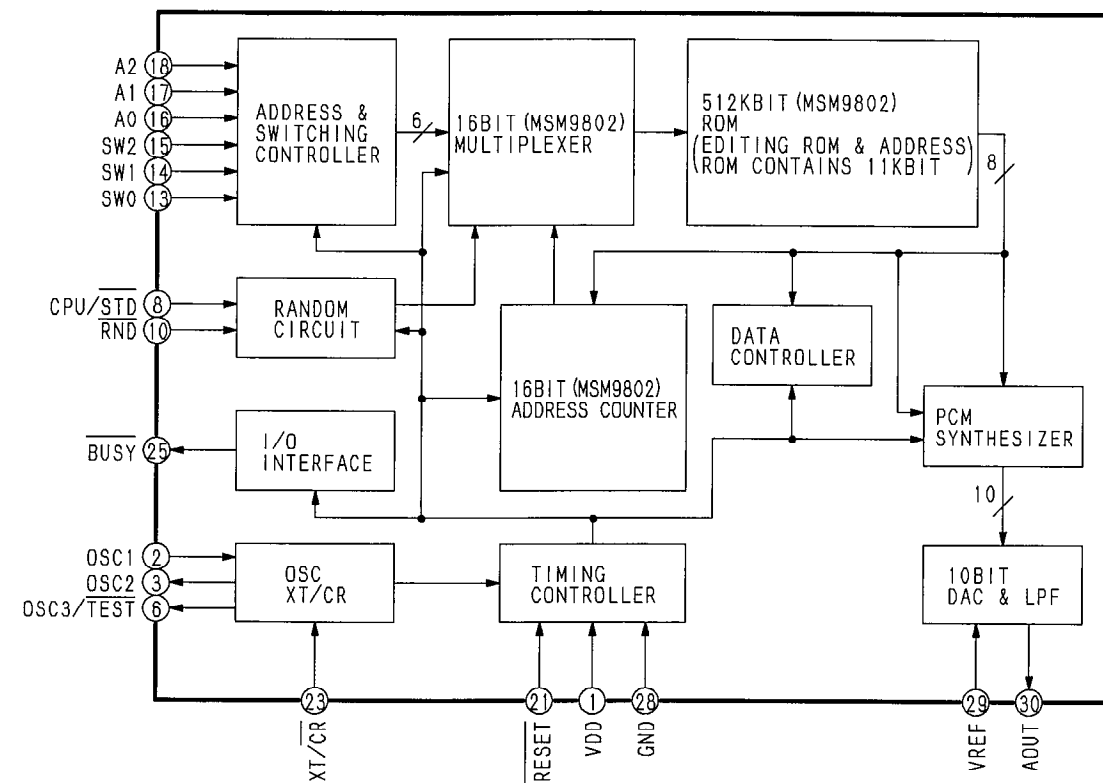 A2 18
A1 17
A0 16
SW2 15
SW1 14
SW0 13
ADDRESS &
SWITCHING
CONTROLLER
6
16BIT (MSM9802)
MULTIPLEXER
512KBIT (MSM9802)
ROM
(EDITING ROM & ADDRESS)
(ROM CONTAINS 11KBIT)
8
CPU/STD 8
RND 10
RANDOM
CIRCUIT
16BIT (MSM9802)
ADDRESS COUNTER
DATA
CONTROLLER
PCM
SYNTHESIZER
BUSY 25
I/O
INTERFACE
10
OSC1 2
OSC2 3
OSC3/TEST 6
OSC
XT/CR
TIMING
CONTROLLER
10BIT
DAC & LPF
23
21
1
28
29
30
XT/CR
RESET
VDD
GND
VREF
AOUT